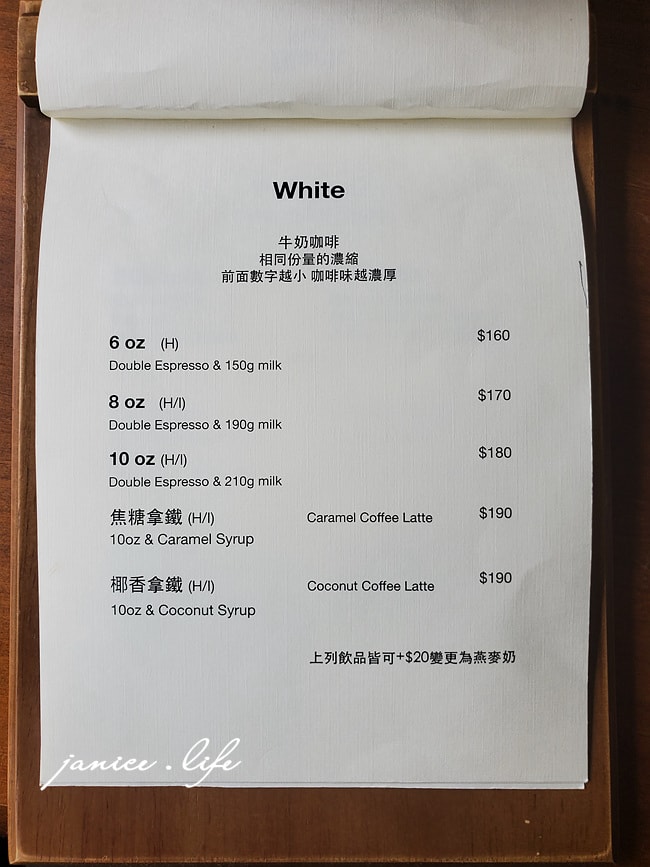 White
牛奶咖啡
相同份量的濃縮
前面數字越小 咖啡味越濃厚
6 oz (H) $160
Double Espresso & 150g milk
8 oz (H/I) $170
Double Espresso & 190g milk
10 oz (H/I) $180
Double Espresso & 210g milk
焦糖拿鐵 (H/I) Caramel Coffee Latte $190
10oz & Caramel Syrup
椰香拿鐵 (H/I) Coconut Coffee Latte $190
10oz & Coconut Syrup
上列飲品皆可+$20變更為燕麥奶
janice.life